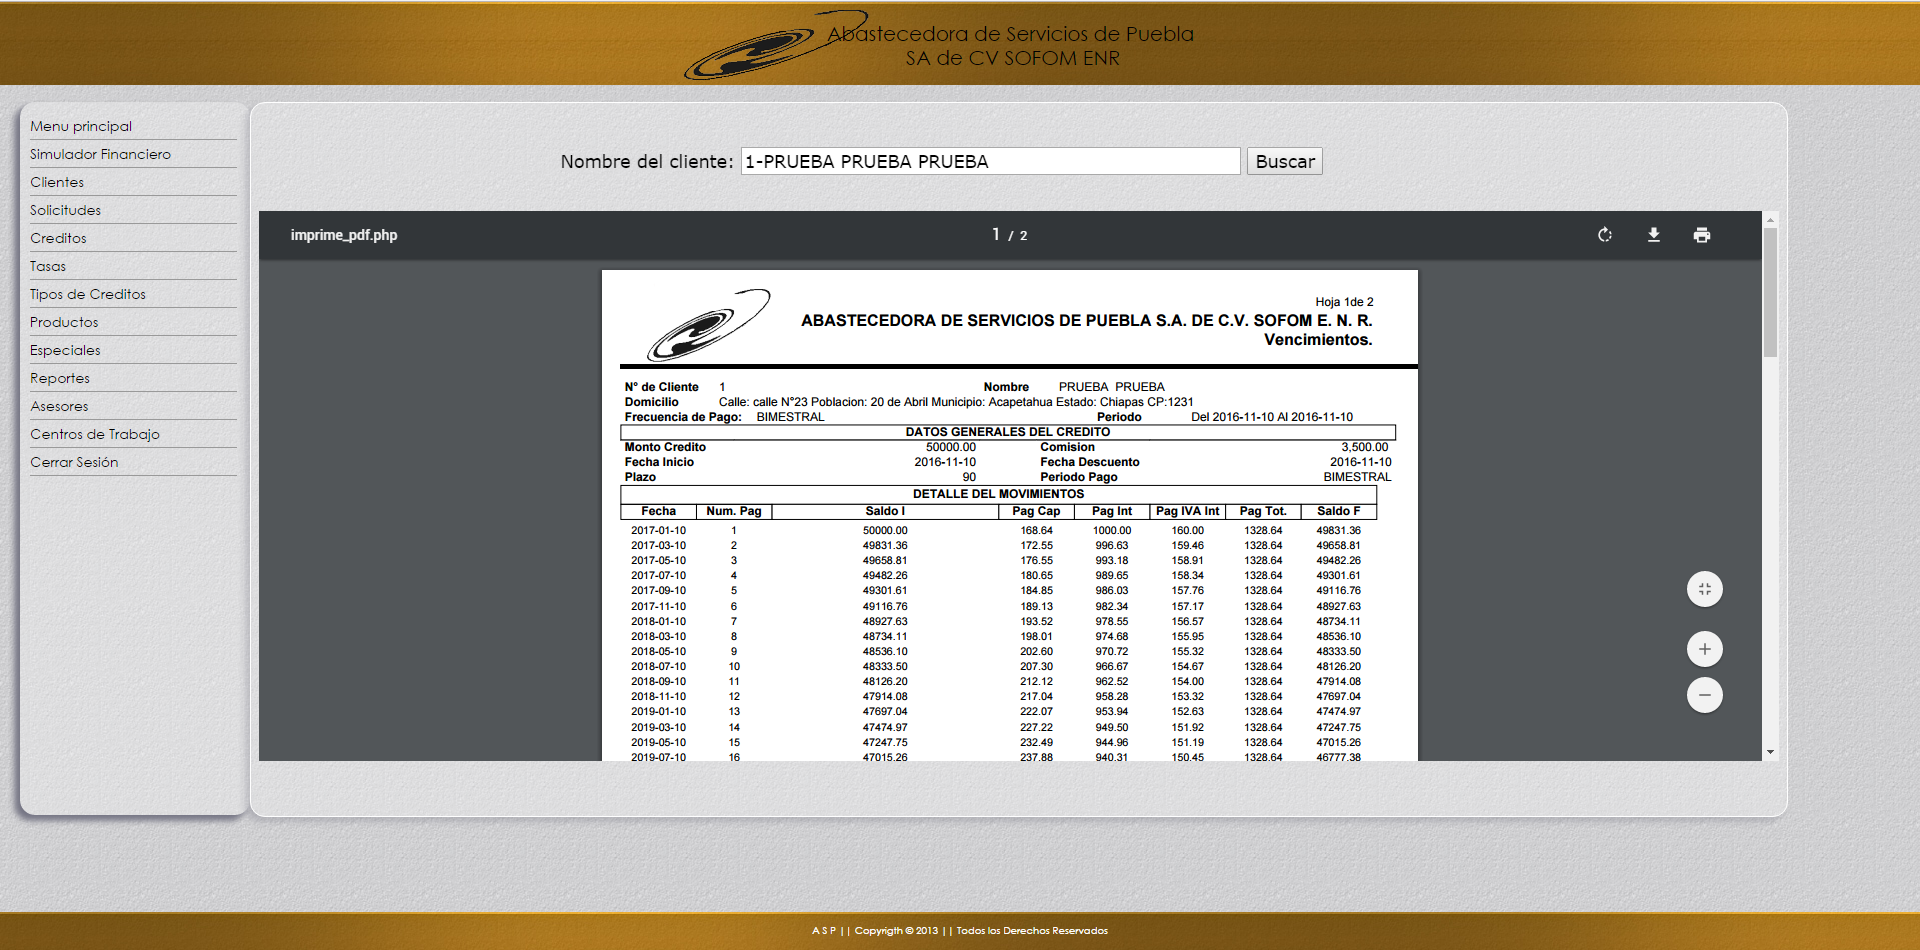 Abastecedora de Servicios de Puebla
SA de CV SOFOM ENR
Menu principal
Simulador Financiero
Clientes
Solicitudes
Creditos
Tasas
Tipos de Creditos
Productos
Especiales
Reportes
Asesores
Centros de Trabajo
Cerrar Sesión
Nombre del cliente: 1-PRUEBA PRUEBA PRUEBA Buscar
imprime_pdf.php 1 / 2
Hoja 1de 2
ABASTECEDORA DE SERVICIOS DE PUEBLA S.A. DE C.V. SOFOM E. N. R.
Vencimientos.
N° de Cliente 1 Nombre PRUEBA PRUEBA
Domicilio Calle: calle N°23 Poblacion: 20 de Abril Municipio: Acapetahua Estado: Chiapas CP:1231
Frecuencia de Pago: BIMESTRAL Periodo Del 2016-11-10 Al 2016-11-10
DATOS GENERALES DEL CREDITO
Monto Credito 50000.00 Comision 3,500.00
Fecha Inicio 2016-11-10 Fecha Descuento 2016-11-10
Plazo 90 Periodo Pago BIMESTRAL
DETALLE DEL MOVIMIENTOS
Fecha Num. Pag Saldo I Pag Cap Pag Int Pag IVA Int Pag Tot. Saldo F
2017-01-10 1 50000.00 168.64 1000.00 160.00 1328.64 49831.36
2017-03-10 2 49831.36 172.55 996.63 159.46 1328.64 49658.81
2017-05-10 3 49658.81 176.55 993.18 158.91 1328.64 49482.26
2017-07-10 4 49482.26 180.65 989.65 158.34 1328.64 49301.61
2017-09-10 5 49301.61 184.85 986.03 157.76 1328.64 49116.76
2017-11-10 6 49116.76 189.13 982.34 157.17 1328.64 48927.63
2018-01-10 7 48927.63 193.52 978.55 156.57 1328.64 48734.11
2018-03-10 8 48734.11 198.01 974.68 155.95 1328.64 48536.10
2018-05-10 9 48536.10 202.60 970.72 155.32 1328.64 48333.50
2018-07-10 10 48333.50 207.30 966.67 154.67 1328.64 48126.20
2018-09-10 11 48126.20 212.12 962.52 154.00 1328.64 47914.08
2018-11-10 12 47914.08 217.04 958.28 153.32 1328.64 47697.04
2019-01-10 13 47697.04 222.07 953.94 152.63 1328.64 47474.97
2019-03-10 14 47474.97 227.22 949.50 151.92 1328.64 47247.75
2019-05-10 15 47247.75 232.49 944.96 151.19 1328.64 47015.26
2019-07-10 16 47015.26 237.88 940.31 150.45 1328.64 46777.38
A S P || Copyrigth © 2013 || Todos los Derechos Reservados